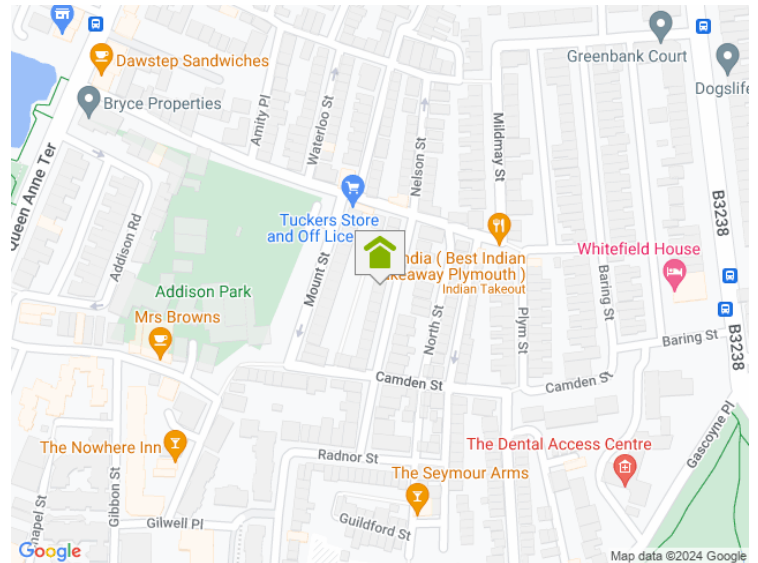 Dawstep Sandwiches
Bryce Properties
Greenbank Court
Dogslife
Queen Anne Ter
Amity Pl
Waterloo St
Nelson St
Mildmay St
B3238
Addison Rd
Tuckers Store
and Off Lice
Mount St
ndia ( Best Indian
keaway Plymouth )
Indian Takeout
Whitefield House
Addison Park
Mrs Browns
North St
Plym St
Baring St
Baring St
B3238
Camden St
Camden St
Gascoyne Pl
The Nowhere Inn
Radnor St
The Seymour Arms
The Dental Access Centre
Gibbon St
hapel St
Gilwell Pl
Guildford St
Google
Map data ©2024 Google